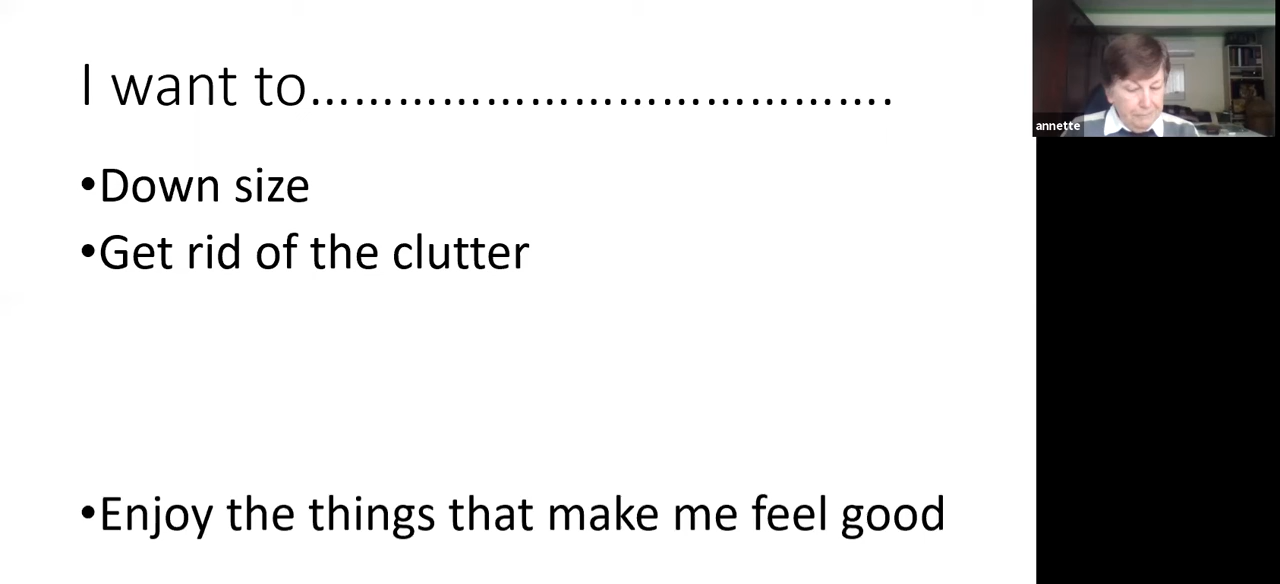 I want to…………………………………….
•Down size
•Get rid of the clutter
•Enjoy the things that make me feel good
annette